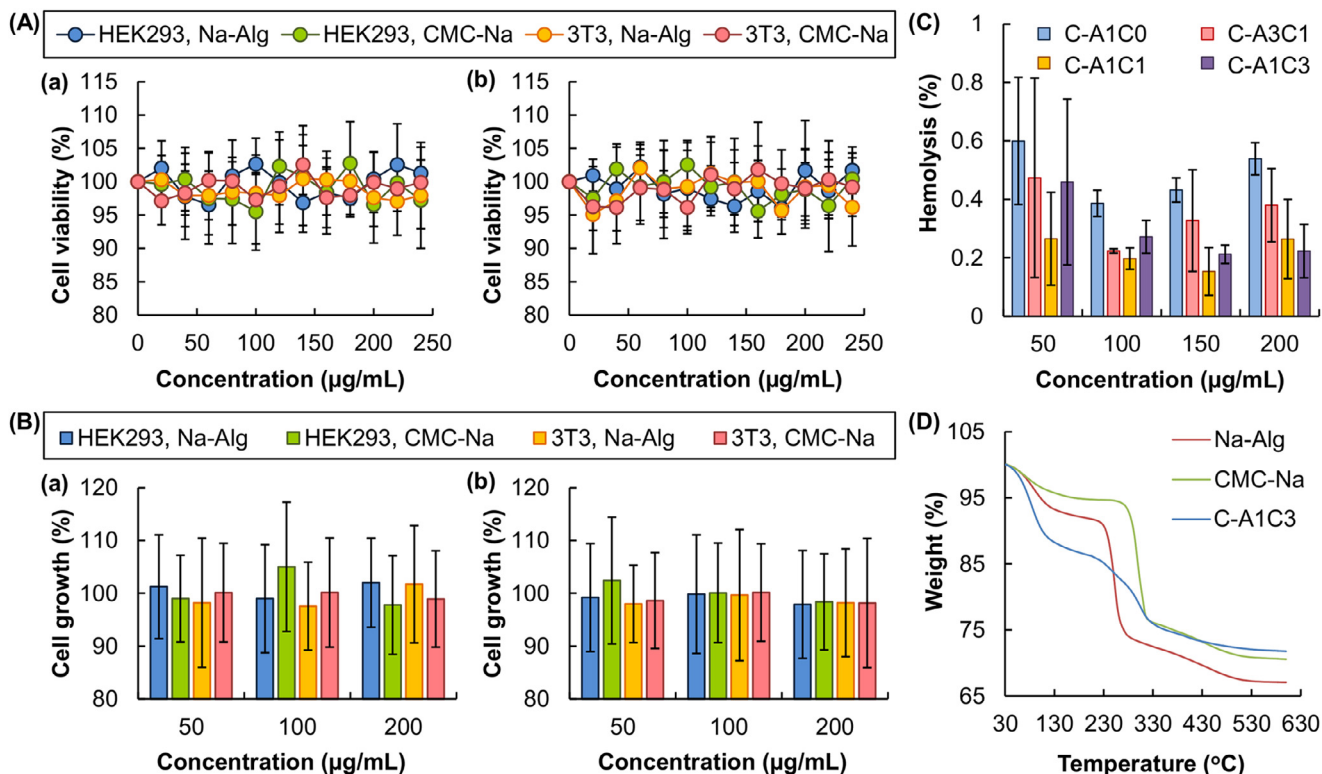 (A)
HEK293, Na-Alg HEK293, CMC-Na 3T3, Na-Alg 3T3, CMC-Na
(a)
Cell viability (%)
115
110
105
100
95
90
85
80
0 50 100 150 200 250
Concentration (µg/mL)
(b)
Cell viability (%)
115
110
105
100
95
90
85
80
0 50 100 150 200 250
Concentration (µg/mL)
(B)
HEK293, Na-Alg HEK293, CMC-Na 3T3, Na-Alg 3T3, CMC-Na
(a)
Cell growth (%)
120
110
100
90
80
50 100 200
Concentration (µg/mL)
(b)
Cell growth (%)
120
110
100
90
80
50 100 200
Concentration (µg/mL)
(C)
C-A1C0 C-A3C1
C-A1C1 C-A1C3
Hemolysis (%)
1
0.8
0.6
0.4
0.2
0
50 100 150 200
Concentration (µg/mL)
(D)
Na-Alg
CMC-Na
C-A1C3
Weight (%)
105
95
85
75
65
30 130 230 330 430 530 630
Temperature (°C)